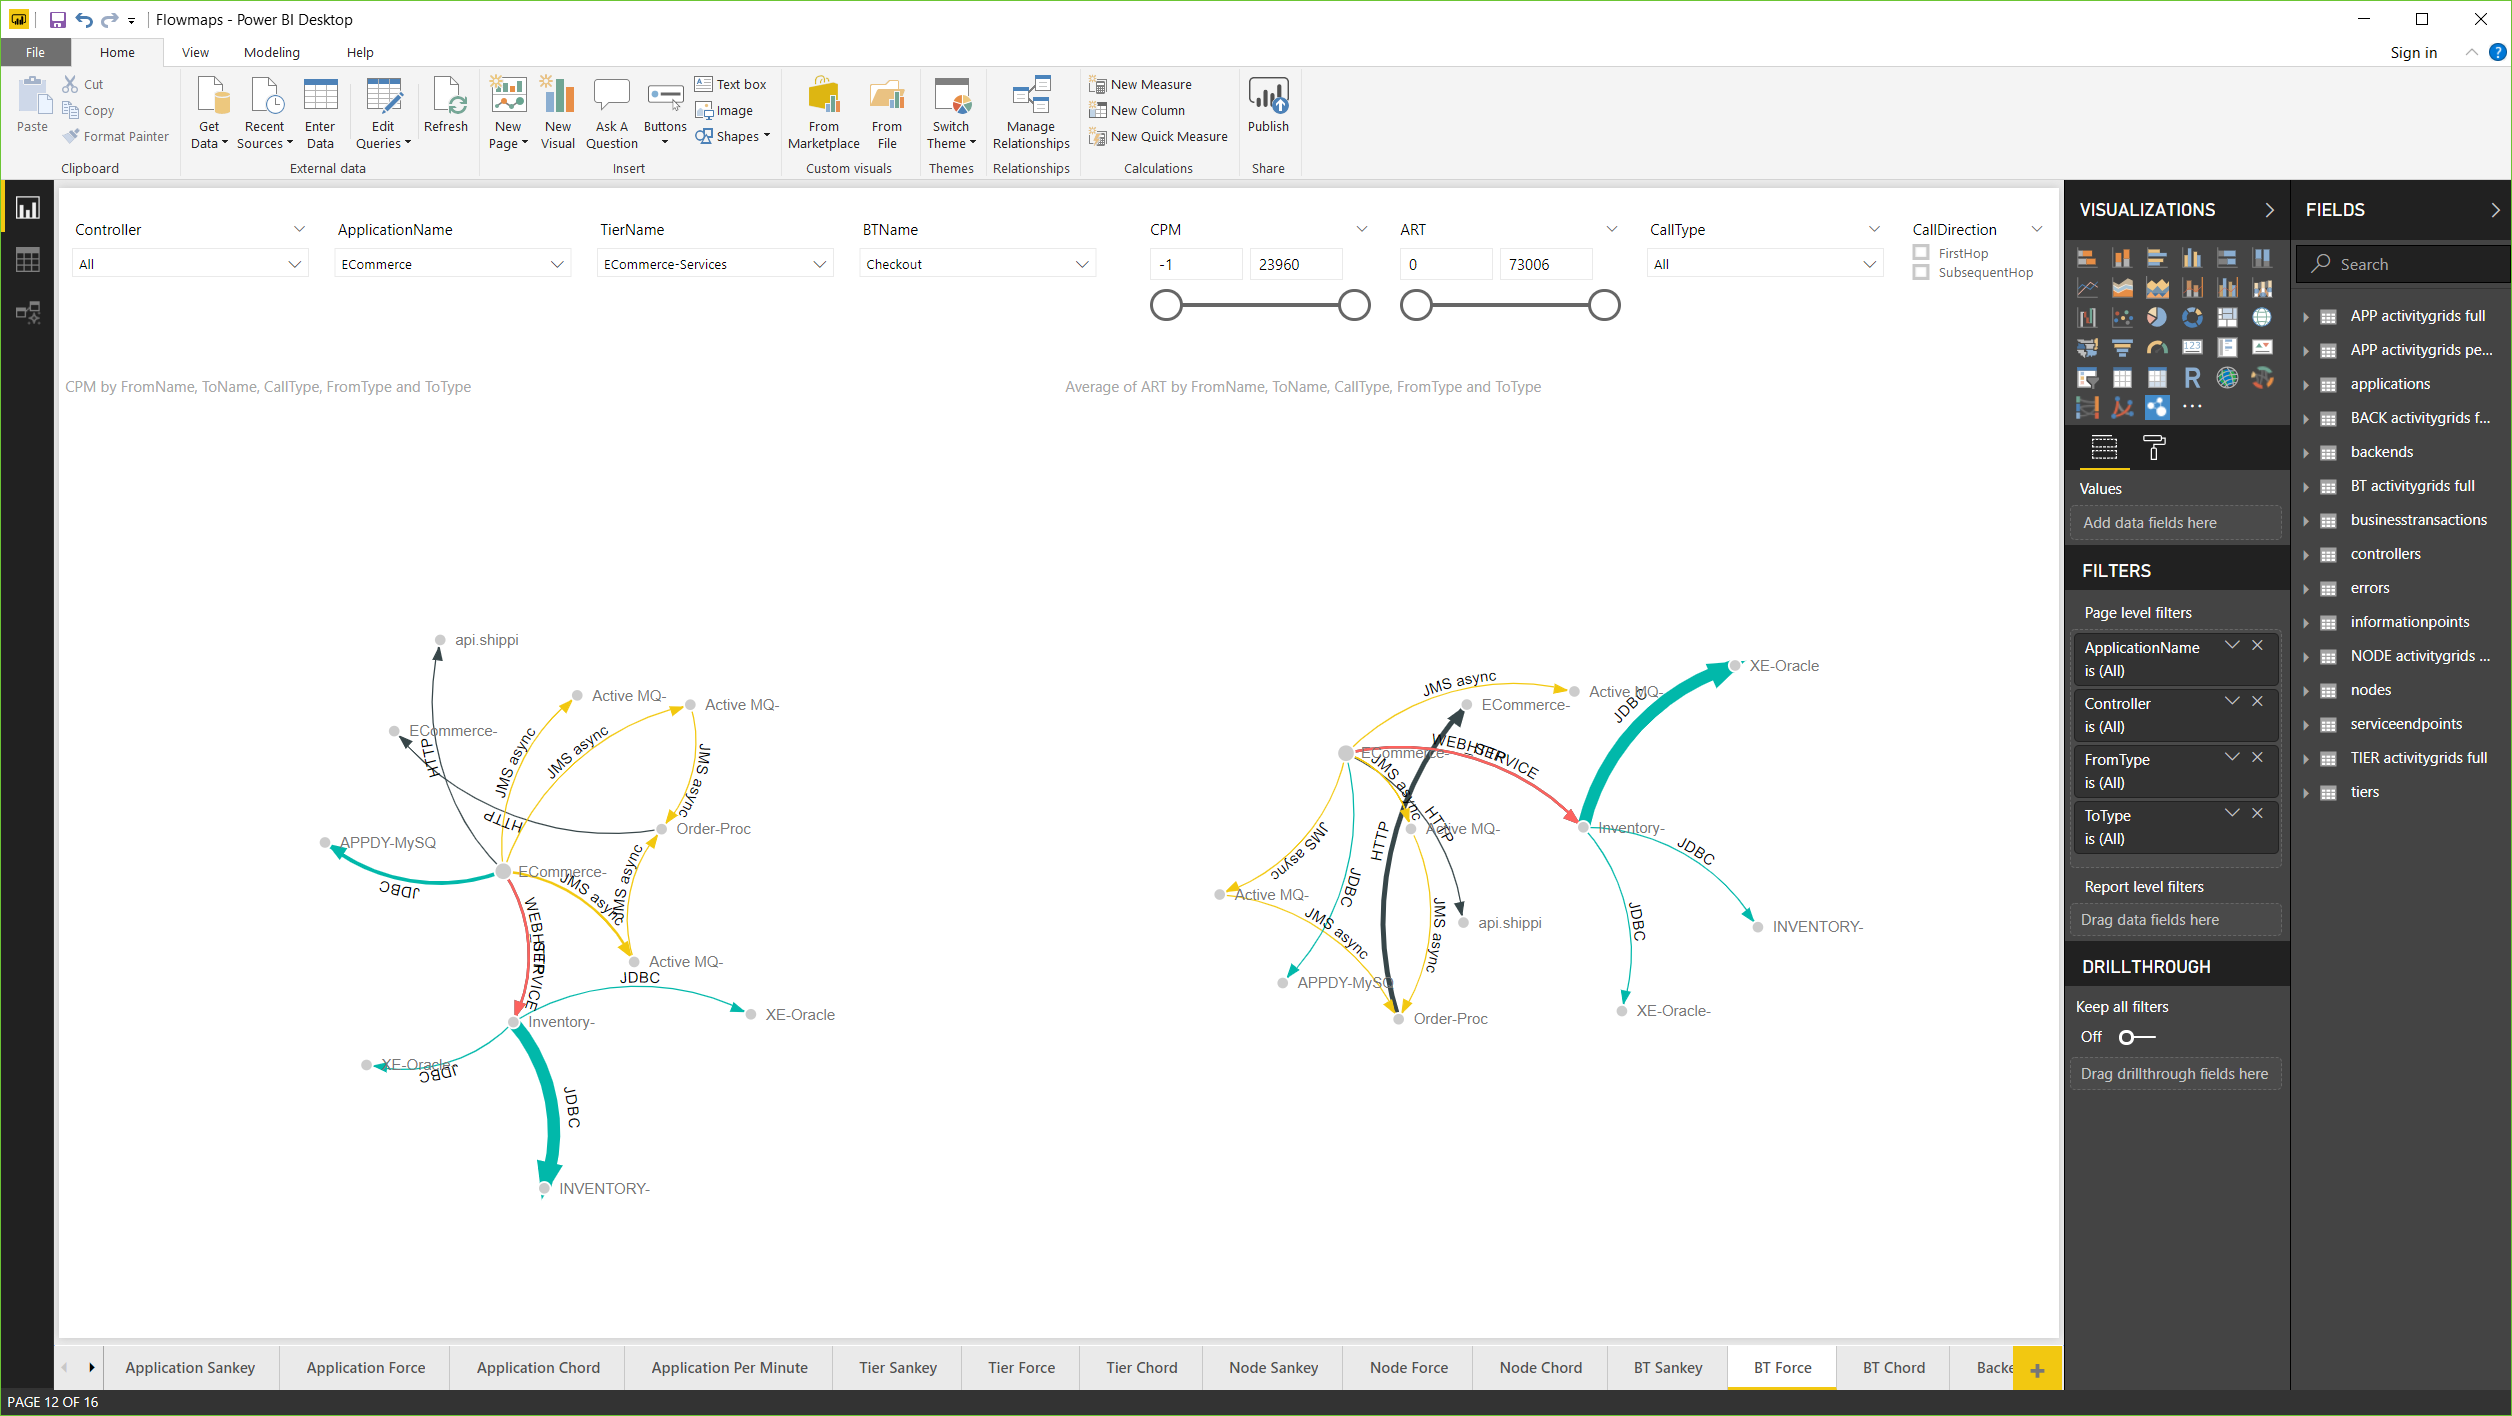 Flowmaps - Power BI Desktop
File
Home
View
Modeling
Help
Sign in
Paste
Cut
Copy
Format Painter
Clipboard
Get Data
Recent Sources
Enter Data
Edit Queries
Refresh
External data
New Page
New Visual
Ask A Question
Buttons
Text box
Image
Shapes
Insert
From Marketplace
From File
Custom visuals
Switch Theme
Themes
Manage Relationships
Relationships
New Measure
New Column
New Quick Measure
Calculations
Publish
Share
Controller
All
ApplicationName
ECommerce
TierName
ECommerce-Services
BTName
Checkout
CPM
-1
23960
ART
0
73006
CallType
All
CallDirection
FirstHop
SubsequentHop
CPM by FromName, ToName, CallType, FromType and ToType
api.shippi
Active MQ-
Active MQ-
ECommerce-
HTTP
JMS async
JMS async
JMS async
HTTP
Order-Proc
APPDY-MySQ
JDBC
ECommerce-
JMS async
JMS async
WEBHTTP
SERVICE
Active MQ-
JDBC
XE-Oracle
Inventory-
XE-Oracle-
JDBC
JDBC
INVENTORY-
Average of ART by FromName, ToName, CallType, FromType and ToType
XE-Oracle
JMS async
Active MQ-
JDBC
ECommerce-
ECommerce-
SERVICE
JMS async
HTTP
HTTP
Active MQ-
Inventory-
JDBC
JMS async
JDBC
Active MQ-
JMS async
JMS async
api.shippi
JDBC
INVENTORY-
APPDY-MySQ
XE-Oracle-
Order-Proc
VISUALIZATIONS
Values
Add data fields here
FILTERS
Page level filters
ApplicationName
is (All)
Controller
is (All)
FromType
is (All)
ToType
is (All)
Report level filters
Drag data fields here
DRILLTHROUGH
Keep all filters
Off
Drag drillthrough fields here
FIELDS
Search
APP activitygrids full
APP activitygrids pe...
applications
BACK activitygrids f...
backends
BT activitygrids full
businesstransactions
controllers
errors
informationpoints
NODE activitygrids ...
nodes
serviceendpoints
TIER activitygrids full
tiers
Application Sankey
Application Force
Application Chord
Application Per Minute
Tier Sankey
Tier Force
Tier Chord
Node Sankey
Node Force
Node Chord
BT Sankey
BT Force
BT Chord
Backe
PAGE 12 OF 16